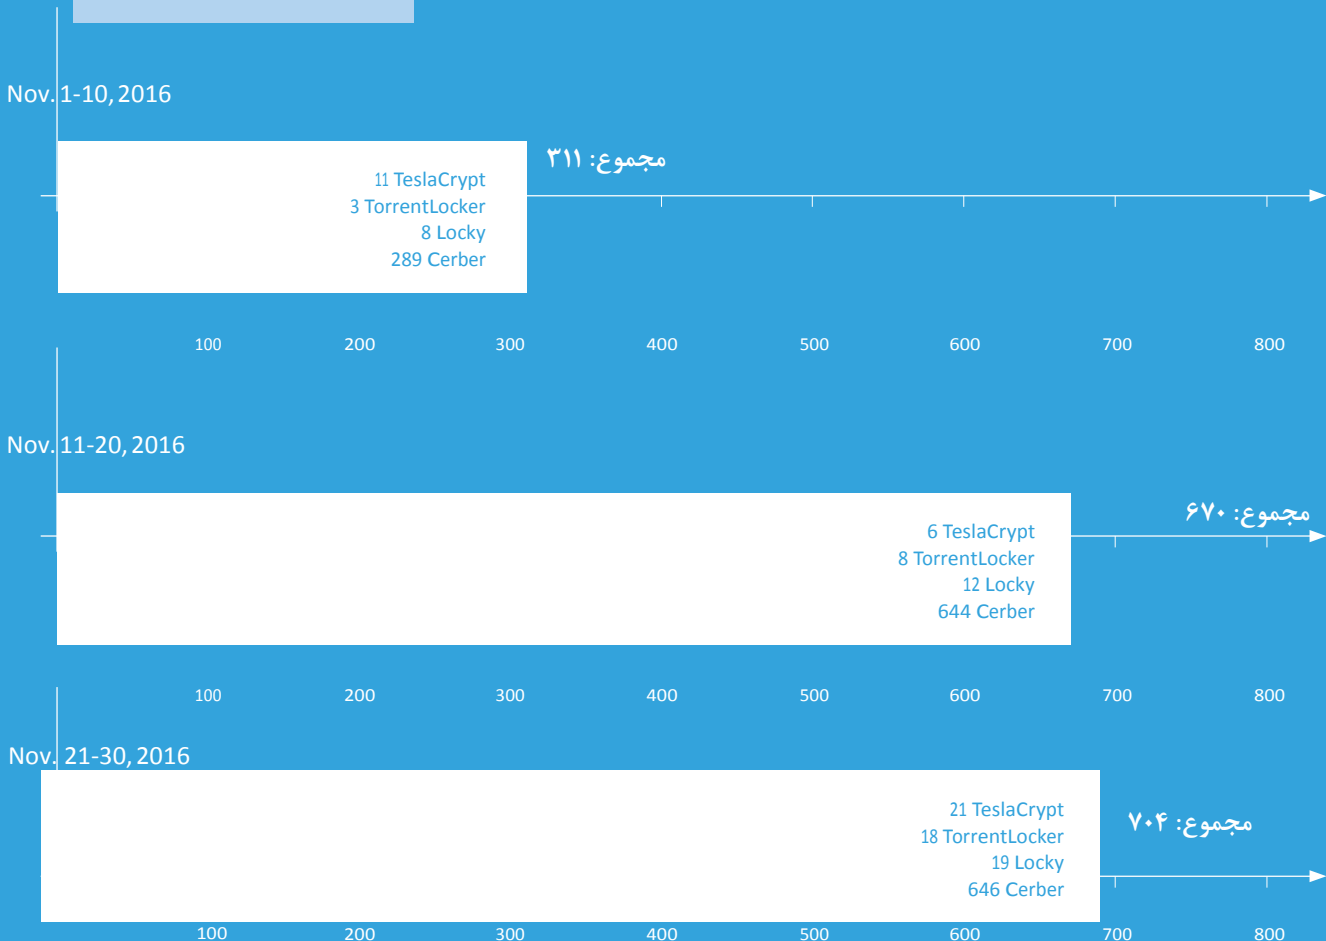 Nov. 1-10, 2016
مجموع: ۳۱۱
11 TeslaCrypt
3 TorrentLocker
8 Locky
289 Cerber
100 200 300 400 500 600 700 800
Nov. 11-20, 2016
مجموع: ۶۷۰
6 TeslaCrypt
8 TorrentLocker
12 Locky
644 Cerber
100 200 300 400 500 600 700 800
Nov. 21-30, 2016
21 TeslaCrypt
مجموع: ۷۰۴
18 TorrentLocker
19 Locky
646 Cerber
100 200 300 400 500 600 700 800